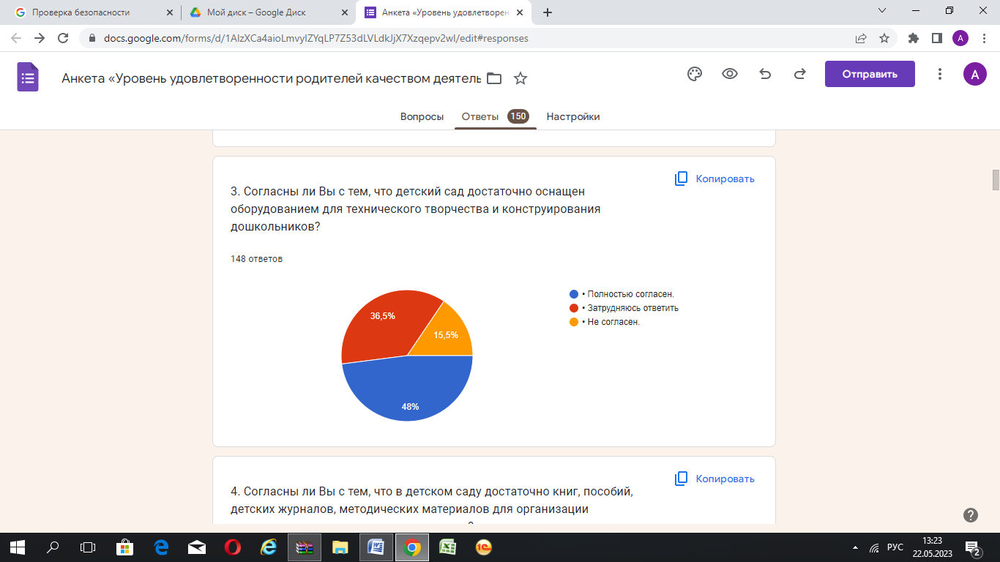 Проверка безопасности
Мой диск – Google Диск
Анкета «Уровень удовлетворен
docs.google.com/forms/d/1AlzXCa4aioLmvylZYqLP7Z53dLVLdkJjX7Xzqepv2wI/edit#responses
A
Анкета «Уровень удовлетворенности родителей качеством деятель
Отправить
A
Вопросы
Ответы 150
Настройки
Копировать
3. Согласны ли Вы с тем, что детский сад достаточно оснащен
оборудованием для технического творчества и конструирования
дошкольников?
148 ответов
• Полностью согласен.
• Затрудняюсь ответить
• Не согласен.
36,5%
15,5%
48%
Копировать
4. Согласны ли Вы с тем, что в детском саду достаточно книг, пособий,
детских журналов, методических материалов для организации
РУС
13:23
22.05.2023
2